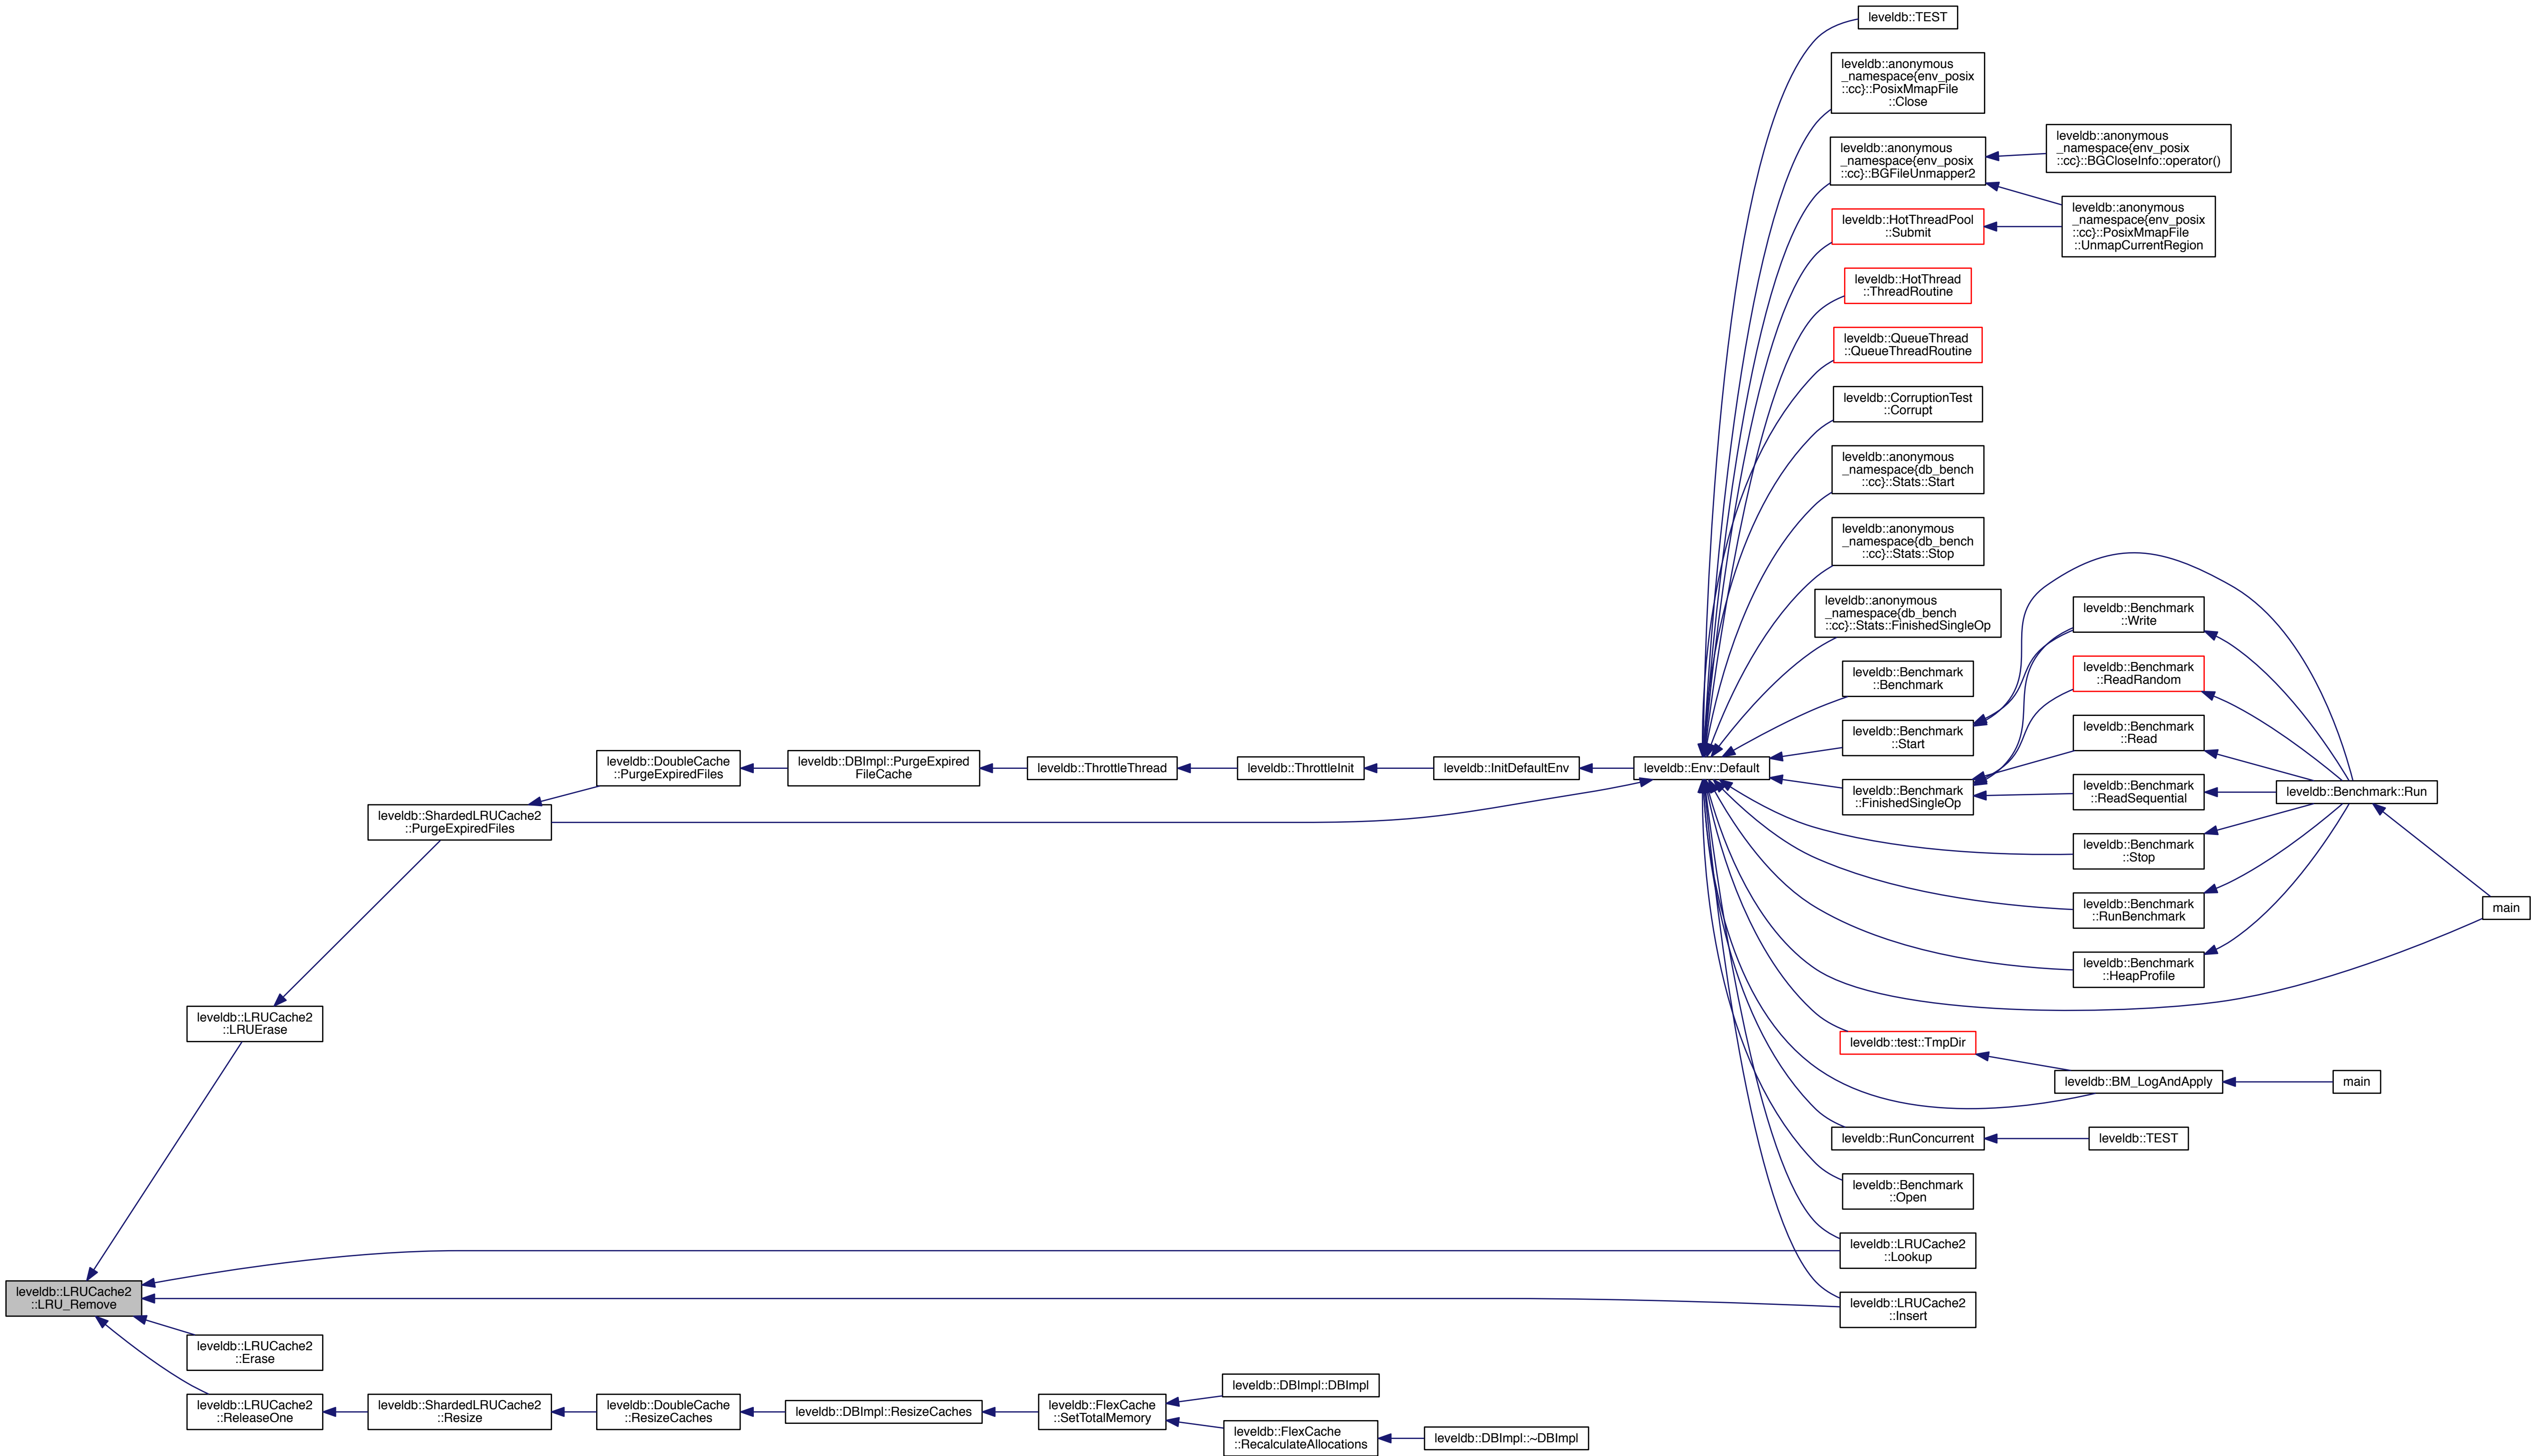 leveldb::TEST
leveldb::anonymous
_namespace{env_posix
::cc}::PosixMmapFile
::Close
leveldb::anonymous
_namespace{env_posix
::cc}::BGFileUnmapper2
leveldb::anonymous
_namespace{env_posix
::cc}::BGCloseInfo::operator()
leveldb::HotThreadPool
::Submit
leveldb::anonymous
_namespace{env_posix
::cc}::PosixMmapFile
::UnmapCurrentRegion
leveldb::HotThread
::ThreadRoutine
leveldb::QueueThread
::QueueThreadRoutine
leveldb::CorruptionTest
::Corrupt
leveldb::anonymous
_namespace{db_bench
::cc}::Stats::Start
leveldb::anonymous
_namespace{db_bench
::cc}::Stats::Stop
leveldb::anonymous
_namespace{db_bench
::cc}::Stats::FinishedSingleOp
leveldb::Benchmark
::Benchmark
leveldb::Benchmark
::Start
leveldb::Benchmark
::FinishedSingleOp
leveldb::Benchmark
::Write
leveldb::Benchmark
::ReadRandom
leveldb::Benchmark
::Read
leveldb::Benchmark
::ReadSequential
leveldb::Benchmark
::Stop
leveldb::Benchmark
::RunBenchmark
leveldb::Benchmark
::HeapProfile
leveldb::Benchmark::Run
main
leveldb::DoubleCache
::PurgeExpiredFiles
leveldb::DBImpl::PurgeExpired
FileCache
leveldb::ThrottleThread
leveldb::ThrottleInit
leveldb::InitDefaultEnv
leveldb::Env::Default
leveldb::ShardedLRUCache2
::PurgeExpiredFiles
leveldb::LRUCache2
::LRUErase
leveldb::test::TmpDir
leveldb::BM_LogAndApply
main
leveldb::RunConcurrent
leveldb::TEST
leveldb::Benchmark
::Open
leveldb::LRUCache2
::Lookup
leveldb::LRUCache2
::LRU_Remove
leveldb::LRUCache2
::Insert
leveldb::LRUCache2
::Erase
leveldb::LRUCache2
::ReleaseOne
leveldb::ShardedLRUCache2
::Resize
leveldb::DoubleCache
::ResizeCaches
leveldb::DBImpl::ResizeCaches
leveldb::FlexCache
::SetTotalMemory
leveldb::DBImpl::DBImpl
leveldb::FlexCache
::RecalculateAllocations
leveldb::DBImpl::~DBImpl